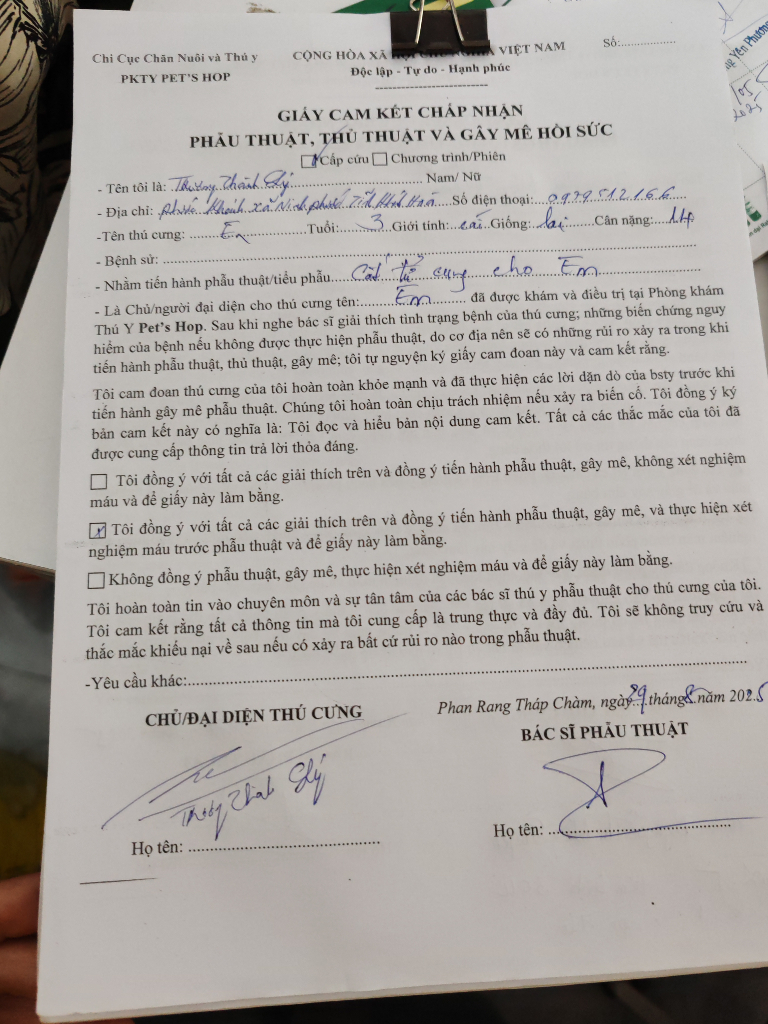 Chi Cục Chăn Nuôi và Thú y
PKTY PET'S HOP
CỘNG HÒA XÃ HỘI CHỦ NGHĨA VIỆT NAM
Độc lập - Tự do - Hạnh phúc
Số:
GIẤY CAM KẾT CHẤP NHẬN
PHẪU THUẬT, THỦ THUẬT VÀ GÂY MÊ HỒI SỨC
Cấp cứu Chương trình/Phiên
- Tên tôi là: Trương Thành Nam/ Nữ
- Địa chỉ: Phước Khánh xã Ninh phước Số điện thoại: 0979512166
-Tên thú cưng: Em Tuổi: 3 Giới tính: cái Giống: lai Cân nặng:
- Bệnh sử:
- Nhằm tiến hành phẫu thuật/tiểu phẫu Cắt tử cung cho Em
- Là Chủ/người đại diện cho thú cưng tên: Em đã được khám và điều trị tại Phòng khám
Thú Y Pet's Hop. Sau khi nghe bác sĩ giải thích tình trạng bệnh của thú cưng; những biến chứng nguy
hiểm của bệnh nếu không được thực hiện phẫu thuật, do cơ địa nên sẽ có những rủi ro xảy ra trong khi
tiến hành phẫu thuật, thủ thuật, gây mê; tôi tự nguyện ký giấy cam đoan này và cam kết rằng.
Tôi cam đoan thú cưng của tôi hoàn toàn khỏe mạnh và đã thực hiện các lời dặn dò của bsty trước khi
tiến hành gây mê phẫu thuật. Chúng tôi hoàn toàn chịu trách nhiệm nếu xảy ra biến cố. Tôi đồng ý ký
bản cam kết này có nghĩa là: Tôi đọc và hiểu bản nội dung cam kết. Tất cả các thắc mắc của tôi đã
được cung cấp thông tin trả lời thỏa đáng.
Tôi đồng ý với tất cả các giải thích trên và đồng ý tiến hành phẫu thuật, gây mê, không xét nghiệm
máu và để giấy này làm bằng.
Tôi đồng ý với tất cả các giải thích trên và đồng ý tiến hành phẫu thuật, gây mê, và thực hiện xét
nghiệm máu trước phẫu thuật và để giấy này làm bằng.
Không đồng ý phẫu thuật, gây mê, thực hiện xét nghiệm máu và để giấy này làm bằng.
Tôi hoàn toàn tin vào chuyên môn và sự tận tâm của các bác sĩ thú y phẫu thuật cho thú cưng của tôi.
Tôi cam kết rằng tất cả thông tin mà tôi cung cấp là trung thực và đầy đủ. Tôi sẽ không truy cứu và
thắc mắc khiếu nại về sau nếu có xảy ra bất cứ rủi ro nào trong phẫu thuật.
-Yêu cầu khác:
Phan Rang Tháp Chàm, ngày 29 tháng 8 năm 2025
CHỦ/ĐẠI DIỆN THÚ CƯNG
BÁC SĨ PHẪU THUẬT
Trương Thành
Họ tên:
Họ tên: